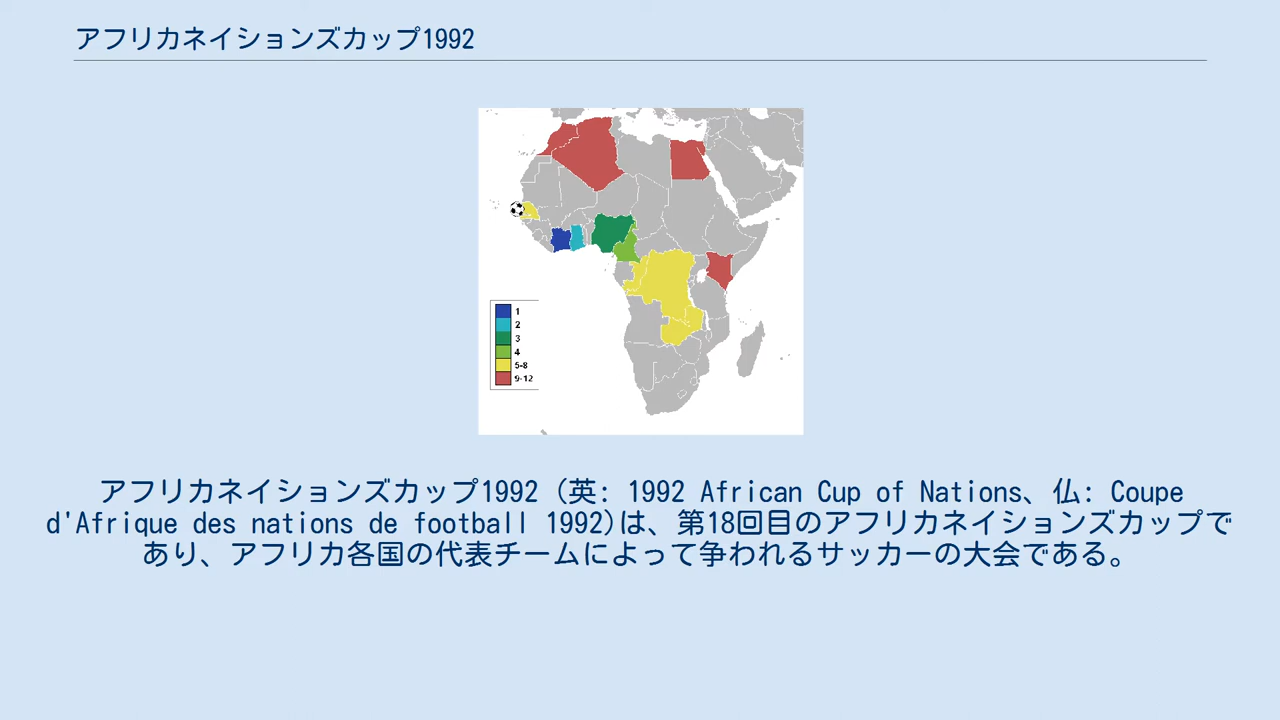 アフリカネイションズカップ1992
1
2
3
4
5-8
9-12
アフリカネイションズカップ1992 (英: 1992 African Cup of Nations、仏: Coupe
d'Afrique des nations de football 1992)は、第18回目のアフリカネイションズカップで
あり、アフリカ各国の代表チームによって争われるサッカーの大会である。